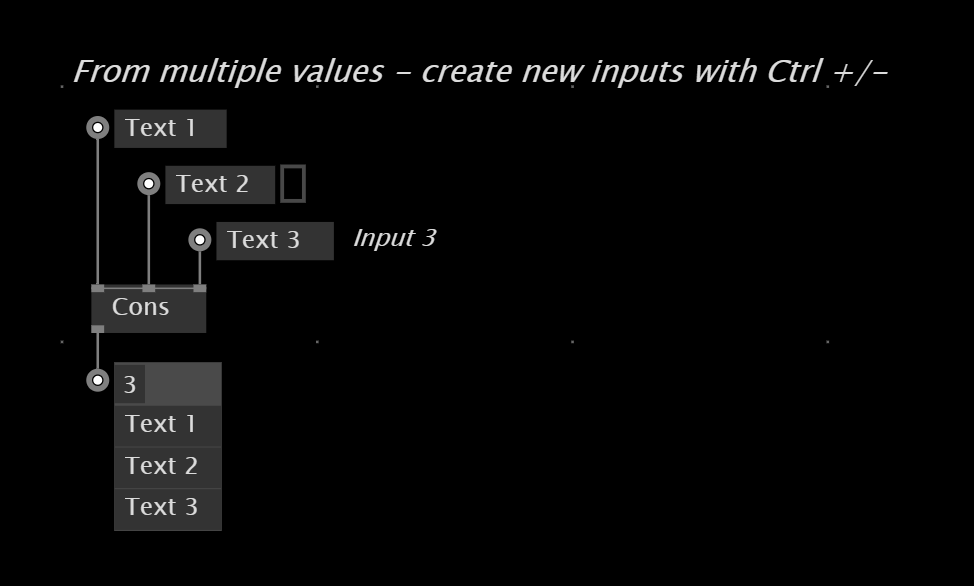 From multiple values - create new inputs with Ctrl +/-
Text 1
Text 2
Text 3 Input 3
Cons
3
Text 1
Text 2
Text 3